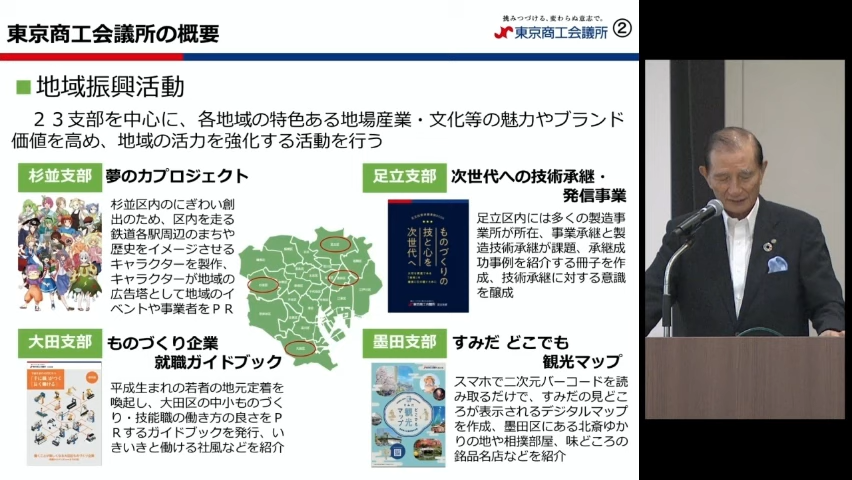 東京商工会議所の概要
挑みつづける、変わらぬ意志で。
東京商工会議所
②
■地域振興活動
２３支部を中心に、各地域の特色ある地場産業・文化等の魅力やブランド
価値を高め、地域の活力を強化する活動を行う
杉並支部 夢のカプロジェクト
杉並区内のにぎわい創
出のため、区内を走る
鉄道各駅周辺のまちや
歴史をイメージさせる
キャラクターを製作、
キャラクターが地域の
広告塔として地域のイ
ベントや事業者をＰＲ
足立支部 次世代への技術承継・
発信事業
ものづくりの
技と心を
次世代へ
足立区内には多くの製造事
業所が所在、事業承継と製
造技術承継が課題、承継成
功事例を紹介する冊子を作
成、技術承継に対する意識
を醸成
大田支部 ものづくり企業
就職ガイドブック
平成生まれの若者の地元定着を
喚起し、大田区の中小ものづく
り・技能職の働き方の良さをＰ
Ｒするガイドブックを発行、い
きいきと働ける社風などを紹介
墨田支部 すみだ どこでも
観光マップ
観光
マップ
スマホで二次元バーコードを読
み取るだけで、すみだの見どこ
ろが表示されるデジタルマップ
を作成、墨田区にある北斎ゆか
りの地や相撲部屋、味どころの
銘品名店などを紹介